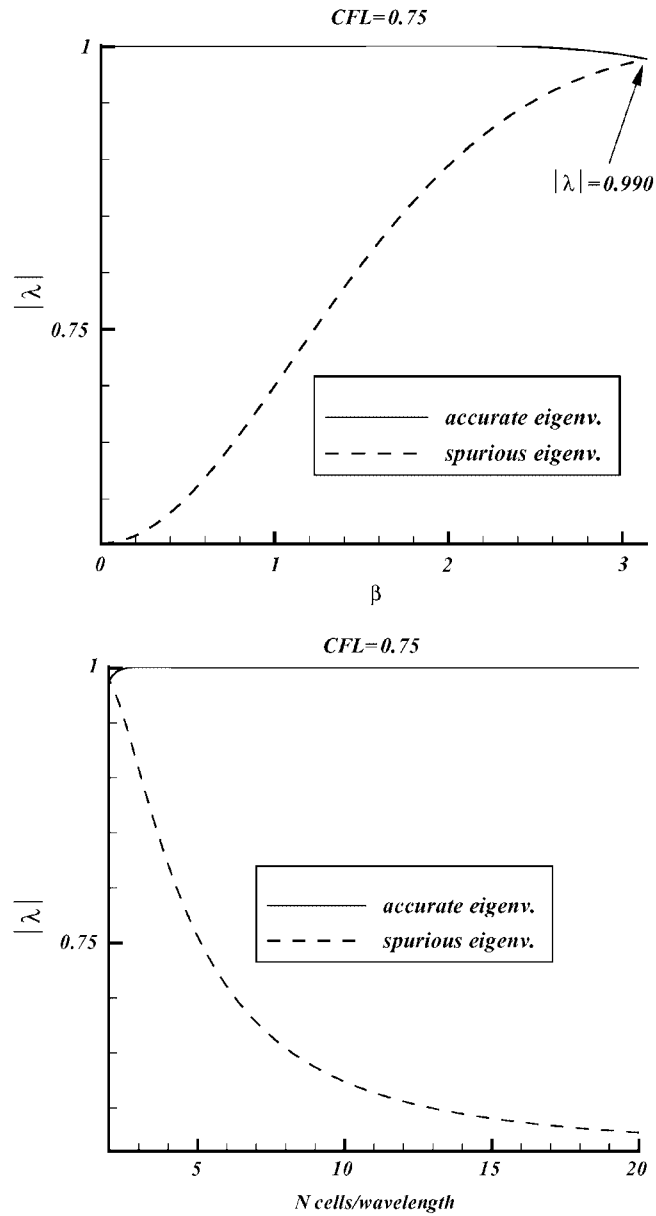 CFL=0.75
1
|λ|=0.990
|λ|
0.75
accurate eigenv.
spurious eigenv.
0
1
2
3
β
CFL=0.75
1
|λ|
0.75
accurate eigenv.
spurious eigenv.
5
10
15
20
N cells/wavelength